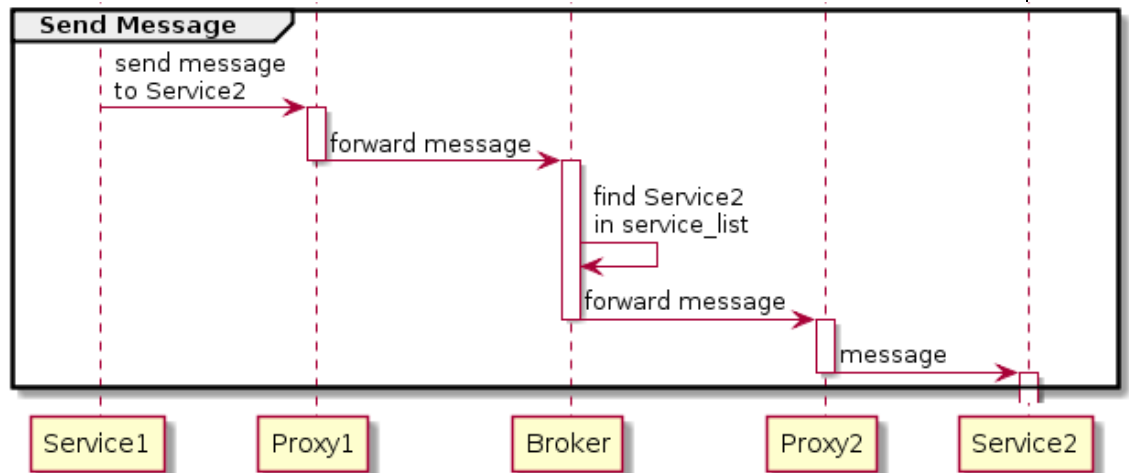 Send Message
send message
to Service2
forward message
find Service2
in service_list
forward message
message
Service1
Proxy1
Broker
Proxy2
Service2